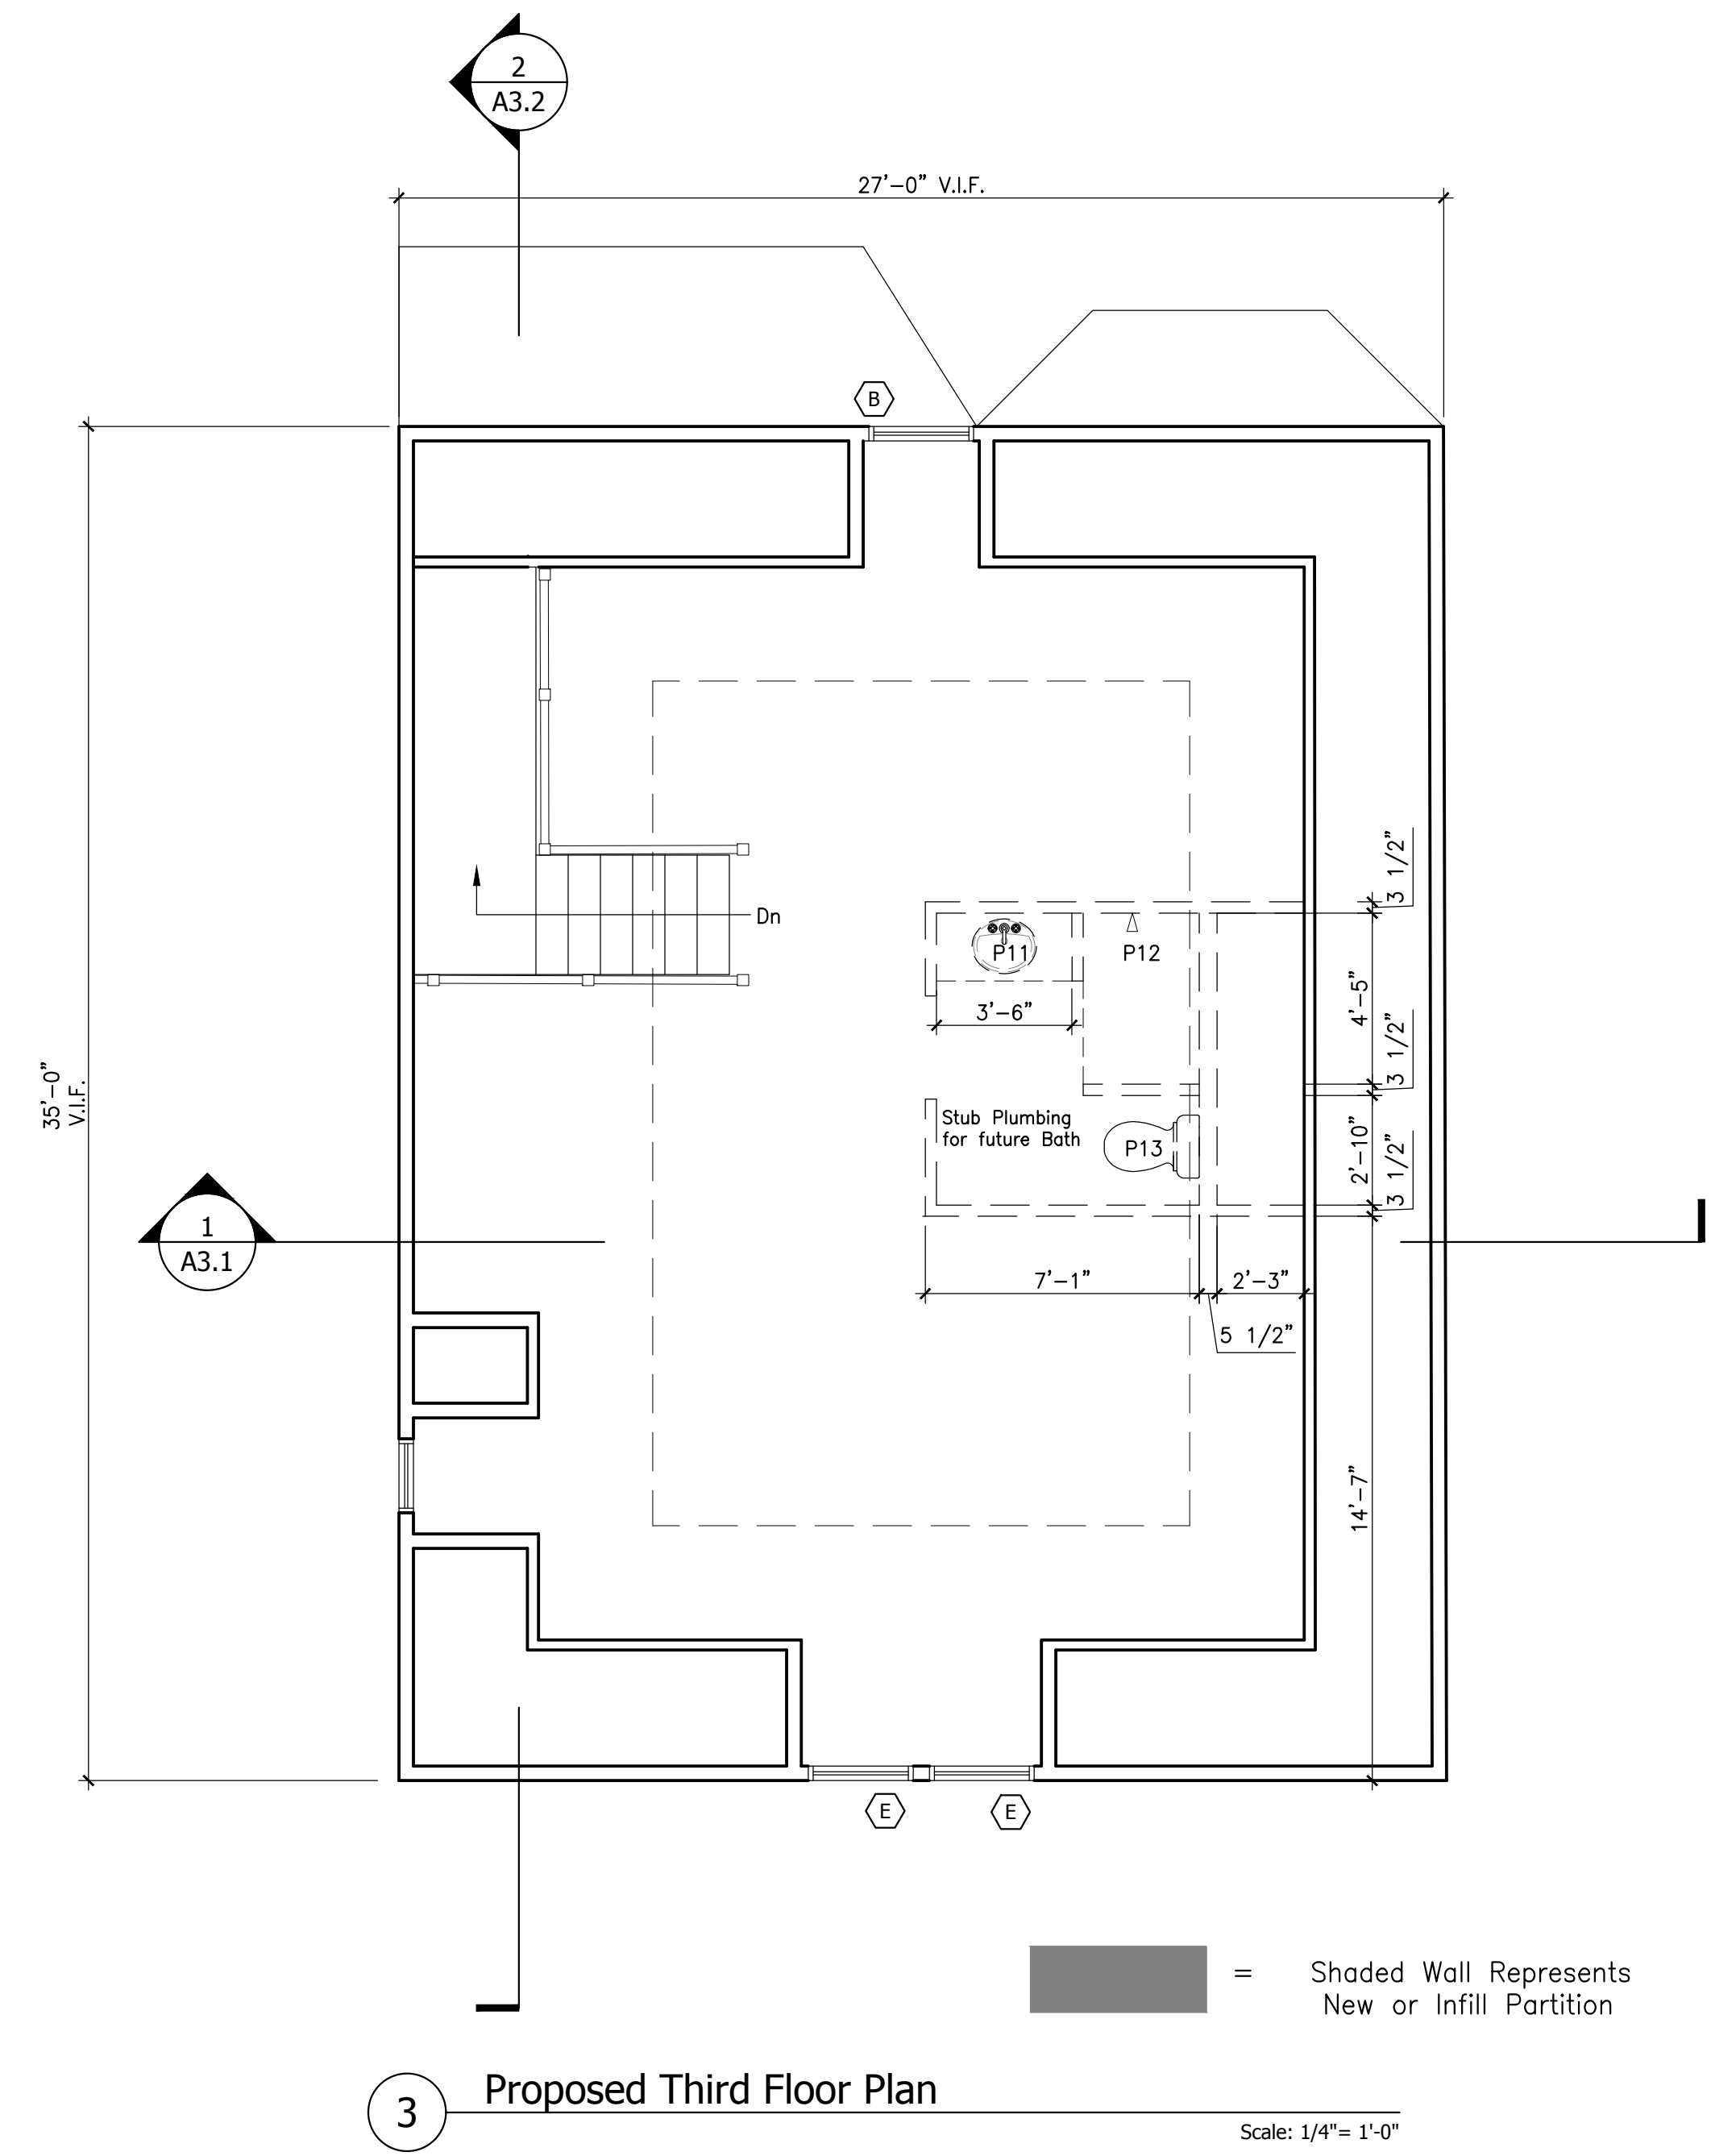 2
A3.2
27'-0" V.I.F.
B
Dn
3 1/2"
P11
P12
4'-5"
3'-6"
3 1/2"
35'-0"
V.I.F.
Stub Plumbing
for future Bath
P13
2'-10"
3 1/2"
1
A3.1
7'-1"
2'-3"
5 1/2"
14'-7"
E
E
= Shaded Wall Represents
New or Infill Partition
3
Proposed Third Floor Plan
Scale: 1/4"= 1'-0"